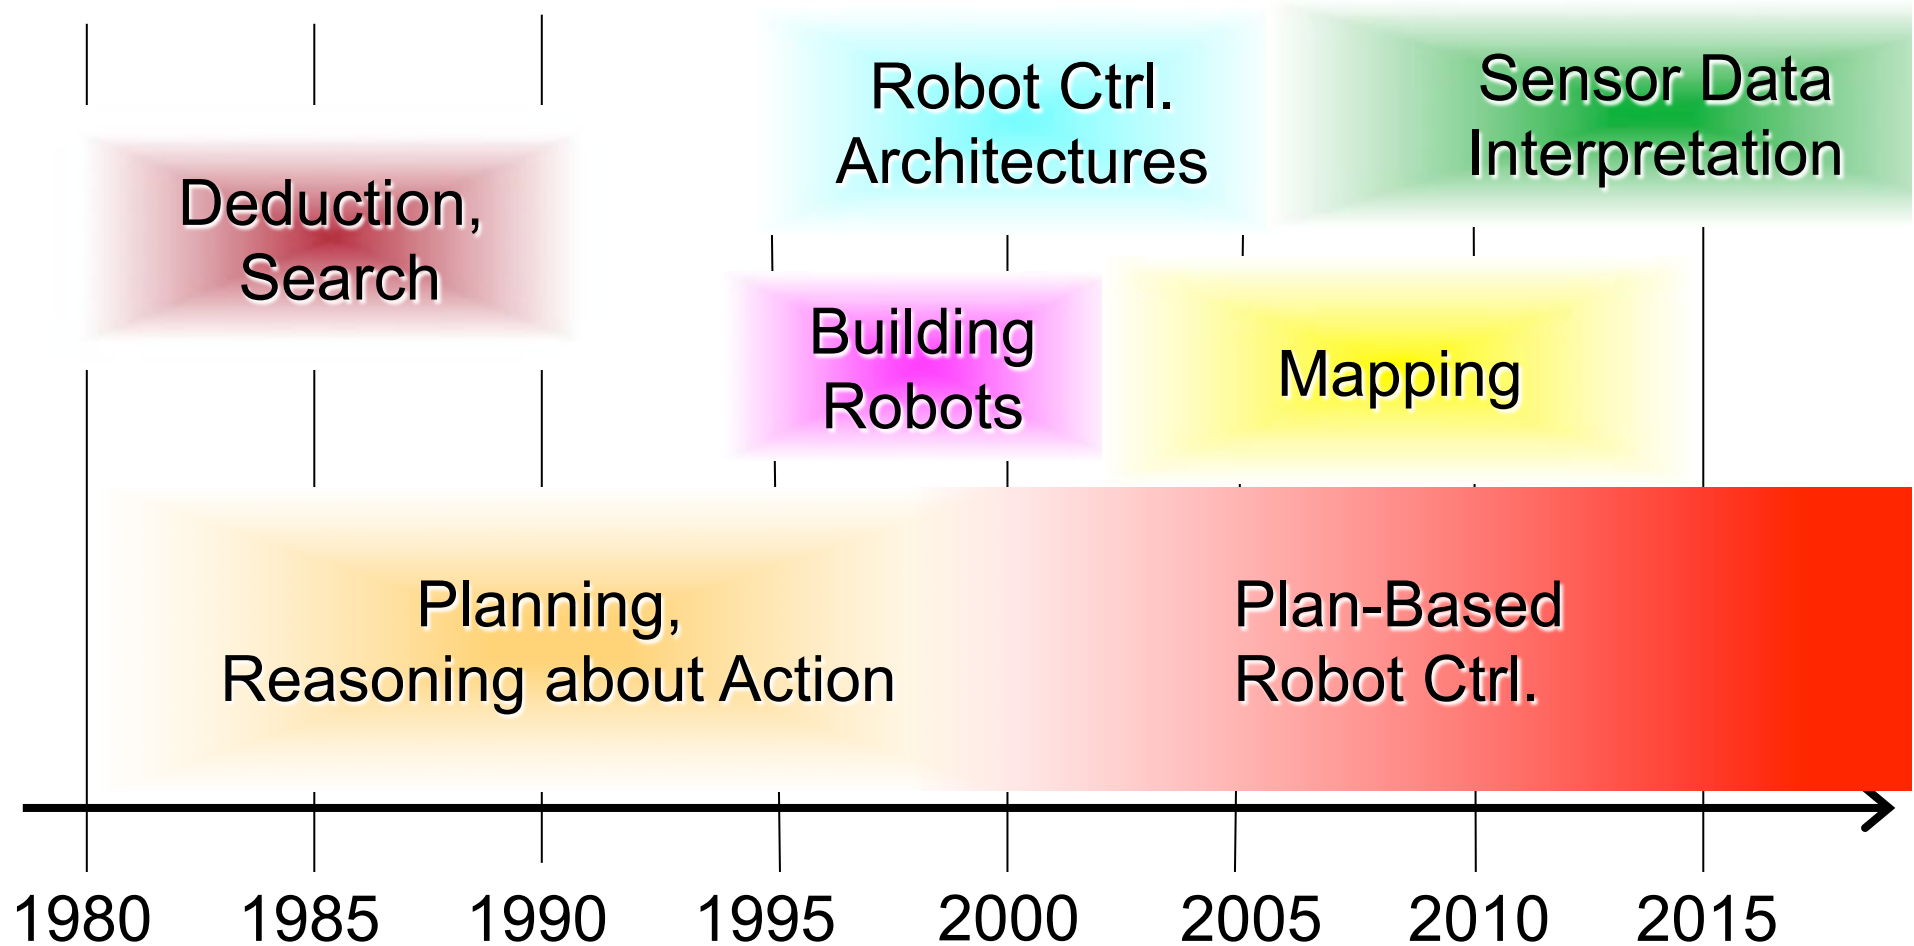 Robot Ctrl.
Architectures
Sensor Data
Interpretation
Deduction,
Search
Building
Robots
Mapping
Planning,
Reasoning about Action
Plan-Based
Robot Ctrl.
1980 1985 1990 1995 2000 2005 2010 2015